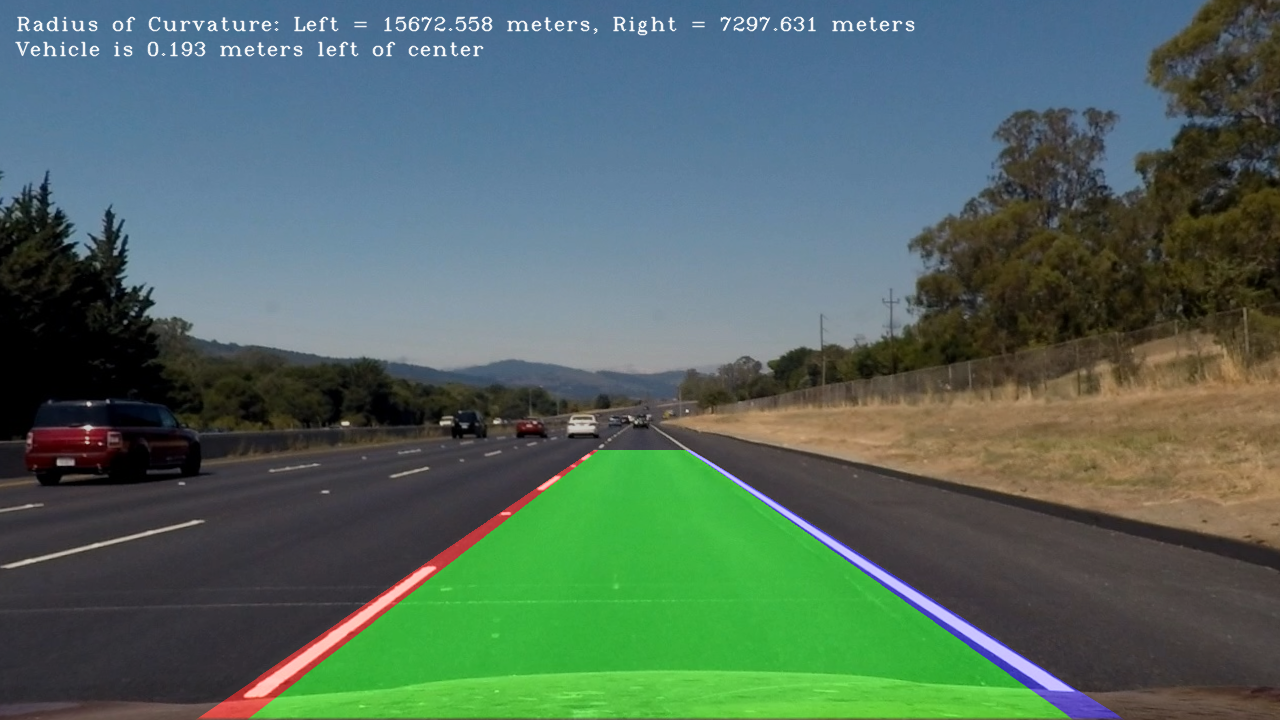 Radius of Curvature: Left = 15672.558 meters, Right = 7297.631 meters
Vehicle is 0.193 meters left of center